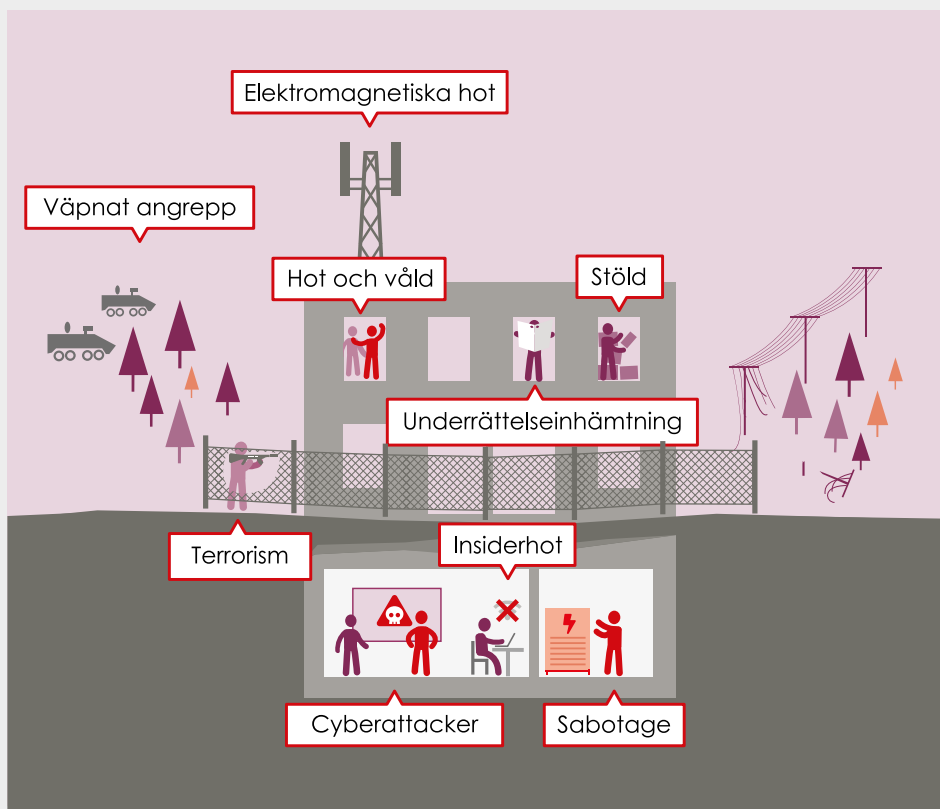 Elektromagnetiska hot
Väpnat angrepp
Hot och våld
Stöld
Underrättelseinhämtning
Terrorism
Insiderhot
Cyberattacker
Sabotage